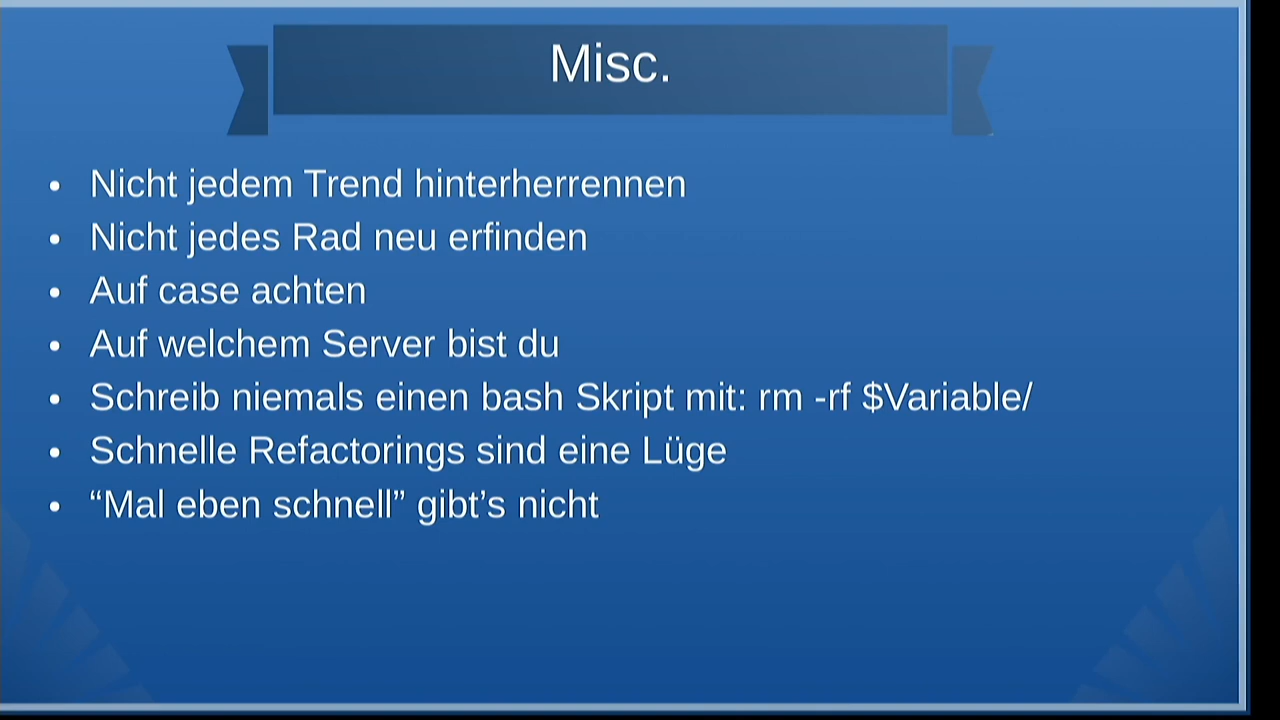 Misc.
• Nicht jedem Trend hinterherrennen
• Nicht jedes Rad neu erfinden
• Auf case achten
• Auf welchem Server bist du
• Schreib niemals einen bash Skript mit: rm -rf $Variable/
• Schnelle Refactorings sind eine Lüge
• “Mal eben schnell” gibt’s nicht